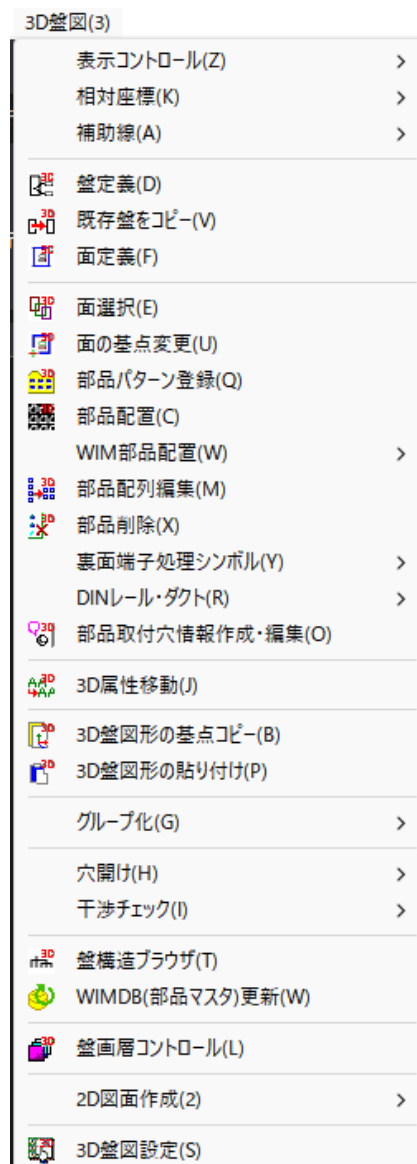 3D盤図(3)
表示コントロール(Z)
相対座標(K)
補助線(A)
盤定義(D)
既存盤をコピー(V)
面定義(F)
面選択(E)
面の基点変更(U)
部品パターン登録(Q)
部品配置(C)
WIM部品配置(W)
部品配列編集(M)
部品削除(X)
裏面端子処理シンボル(Y)
DINレール・ダクト(R)
部品取付穴情報作成・編集(O)
3D属性移動(J)
3D盤図形の基点コピー(B)
3D盤図形の貼り付け(P)
グループ化(G)
穴開け(H)
干渉チェック(I)
盤構造ブラウザ(T)
WIMDB(部品マスタ)更新(W)
盤画層コントロール(L)
2D図面作成(2)
3D盤図設定(S)